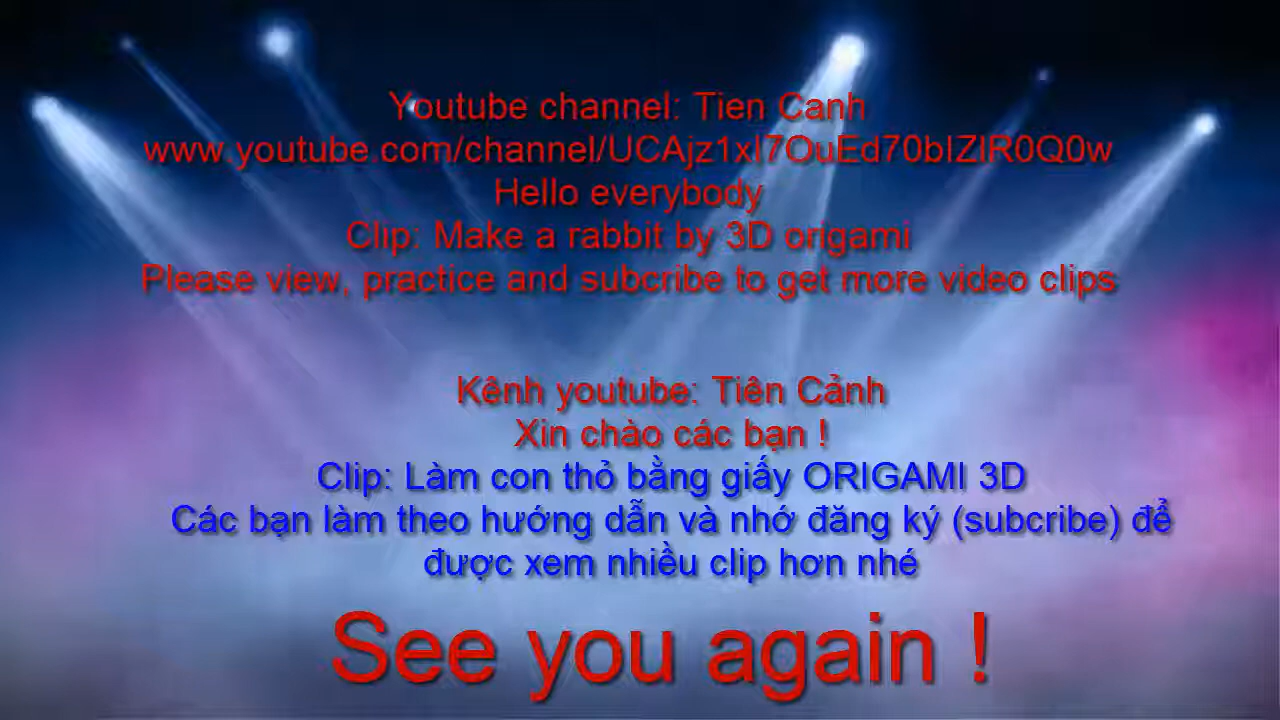 Youtube channel: Tien Canh
www.youtube.com/channel/UCAjz1xI7OuEd70bIZIR0Q0w
Hello everybody
Clip: Make a rabbit by 3D origami
Please view, practice and subcribe to get more video clips
Kênh youtube: Tiên Cảnh
Xin chào các bạn !
Clip: Làm con thỏ bằng giấy ORIGAMI 3D
Các bạn làm theo hướng dẫn và nhớ đăng ký (subcribe) để
được xem nhiều clip hơn nhé
See you again !